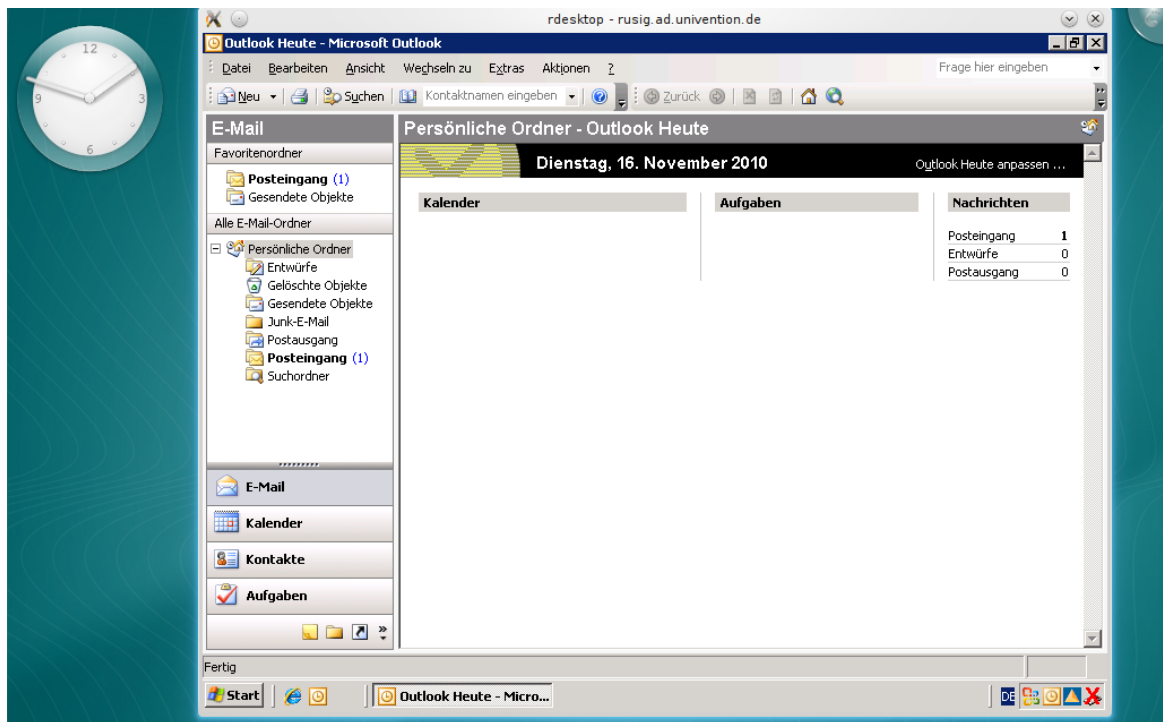 rdesktop - rusig.ad.univention.de
12
3
6
9
Outlook Heute - Microsoft Outlook
Datei Bearbeiten Ansicht Wechseln zu Extras Aktionen ? Frage hier eingeben
Neu Suchen Kontaktnamen eingeben Zurück
E-Mail
Favoritenordner
Posteingang (1)
Gesendete Objekte
Alle E-Mail-Ordner
Persönliche Ordner
Entwürfe
Gelöschte Objekte
Gesendete Objekte
Junk-E-Mail
Postausgang
Posteingang (1)
Suchordner
E-Mail
Kalender
Kontakte
Aufgaben
Persönliche Ordner - Outlook Heute
Dienstag, 16. November 2010 Outlook Heute anpassen ...
Kalender Aufgaben Nachrichten
Posteingang 1
Entwürfe 0
Postausgang 0
Fertig
Start Outlook Heute - Micro... DE